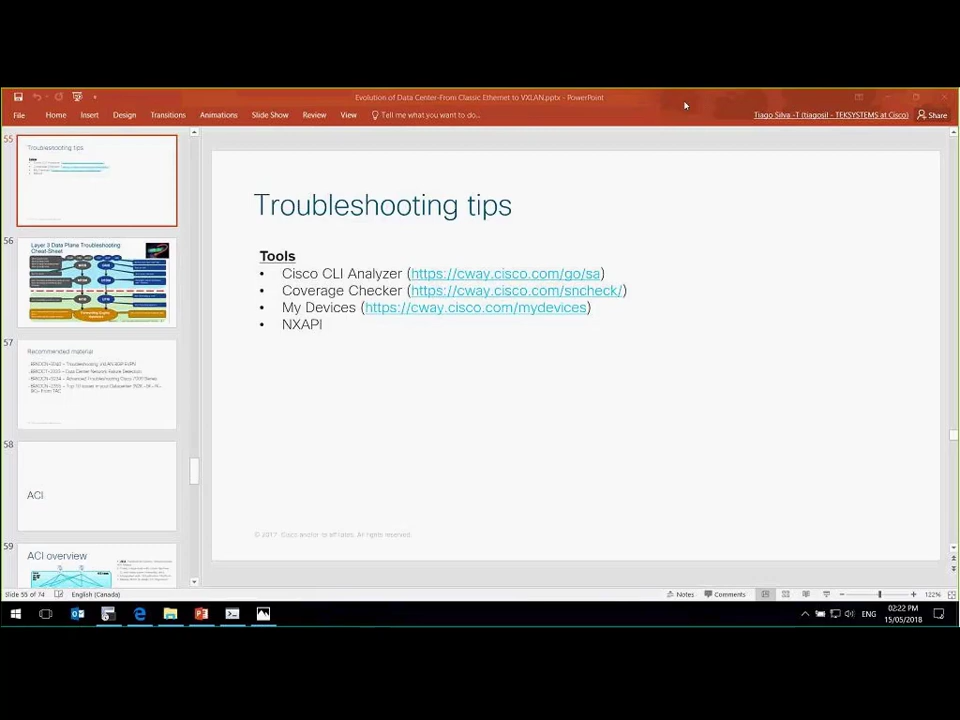 Evolution of Data Center-From Classic Ethernet to VXLAN.pptx - PowerPoint
File Home Insert Design Transitions Animations Slide Show Review View Tell me what you want to do... Tiago Silva -T (tiagosil - TEKSYSTEMS at Cisco) Share
55
Troubleshooting tips
56
Layer 3 Data Plane Troubleshooting
Cheat-Sheet
57
Recommended material
58
ACI
59
ACI overview
Troubleshooting tips
Tools
• Cisco CLI Analyzer (https://cway.cisco.com/go/sa)
• Coverage Checker (https://cway.cisco.com/sncheck/)
• My Devices (https://cway.cisco.com/mydevices)
• NXAPI
© 2017 Cisco and/or its affiliates. All rights reserved.
Slide 55 of 74 English (Canada) Notes Comments 122%
ENG 02:22 PM
15/05/2018